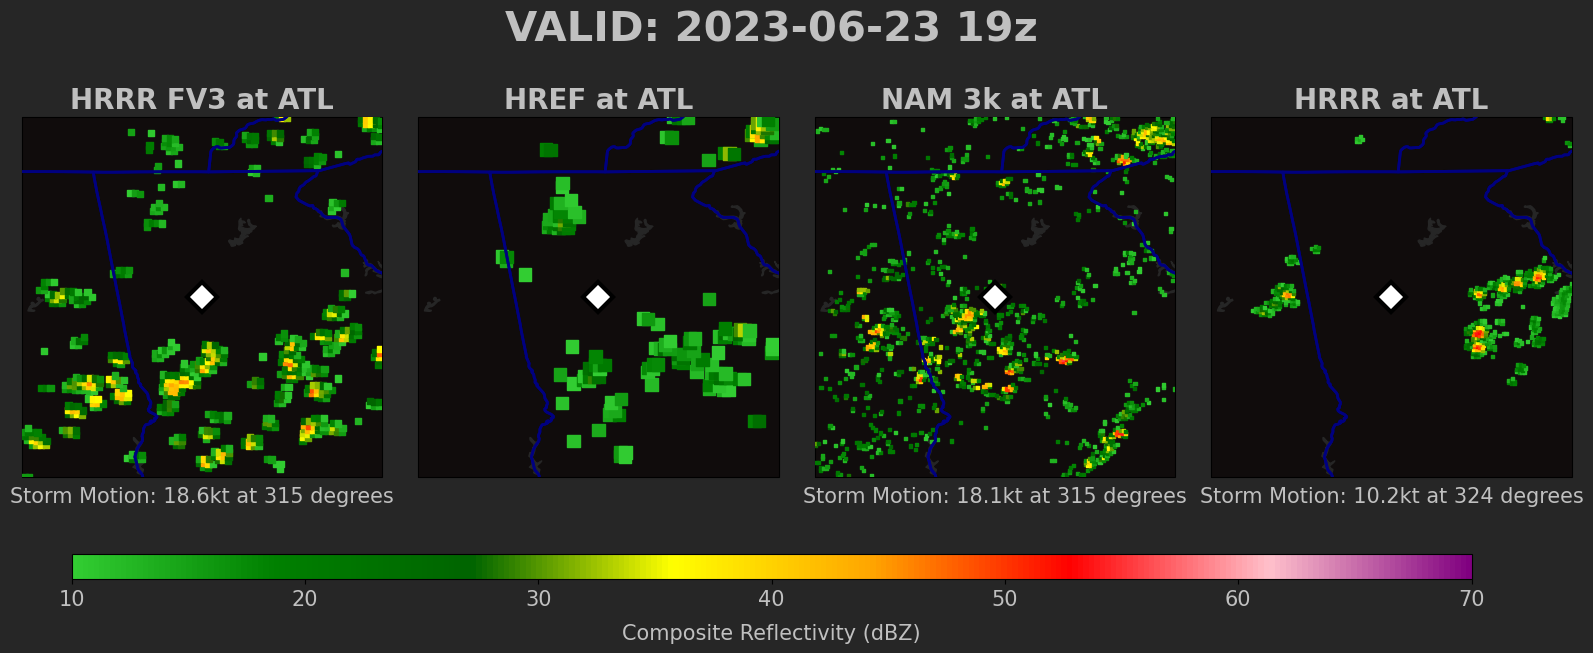 VALID: 2023-06-23 19z
HRRR FV3 at ATL
HREF at ATL
NAM 3k at ATL
HRRR at ATL
Storm Motion: 18.6kt at 315 degrees
Storm Motion: 18.1kt at 315 degrees
Storm Motion: 10.2kt at 324 degrees
10 20 30 40 50 60 70
Composite Reflectivity (dBZ)